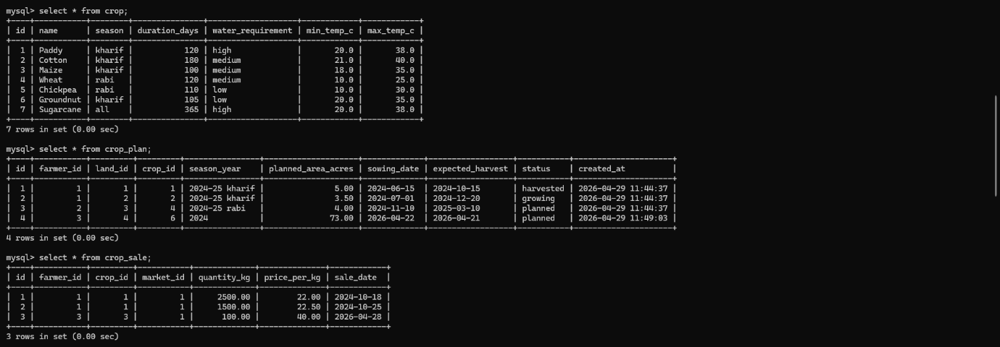 mysql> select * from crop;
+----+-----------+--------+---------------+-------------------+------------+------------+
| id | name      | season | duration_days | water_requirement | min_temp_c | max_temp_c |
+----+-----------+--------+---------------+-------------------+------------+------------+
|  1 | Paddy     | kharif |           120 | high              |       20.0 |       38.0 |
|  2 | Cotton    | kharif |           180 | medium            |       21.0 |       40.0 |
|  3 | Maize     | kharif |           100 | medium            |       18.0 |       35.0 |
|  4 | Wheat     | rabi   |           120 | medium            |       10.0 |       25.0 |
|  5 | Chickpea  | rabi   |           110 | low               |       10.0 |       30.0 |
|  6 | Groundnut | kharif |           105 | low               |       20.0 |       35.0 |
|  7 | Sugarcane | all    |           365 | high              |       20.0 |       38.0 |
+----+-----------+--------+---------------+-------------------+------------+------------+
7 rows in set (0.00 sec)
mysql> select * from crop_plan;
+----+-----------+---------+---------+----------------+--------------------+-------------+------------------+-----------+---------------------+
| id | farmer_id | land_id | crop_id | season_year    | planned_area_acres | sowing_date | expected_harvest | status    | created_at          |
+----+-----------+---------+---------+----------------+--------------------+-------------+------------------+-----------+---------------------+
|  1 |         1 |       1 |       1 | 2024-25 kharif |               5.00 | 2024-06-15  | 2024-10-15       | harvested | 2026-04-29 11:44:37 |
|  2 |         1 |       2 |       2 | 2024-25 kharif |               3.50 | 2024-07-01  | 2024-12-20       | growing   | 2026-04-29 11:44:37 |
|  3 |         2 |       3 |       4 | 2024-25 rabi   |               4.00 | 2024-11-10  | 2025-03-10       | planned   | 2026-04-29 11:44:37 |
|  4 |         3 |       4 |       6 | 2024           |              73.00 | 2026-04-22  | 2026-04-21       | planned   | 2026-04-29 11:49:03 |
+----+-----------+---------+---------+----------------+--------------------+-------------+------------------+-----------+---------------------+
4 rows in set (0.00 sec)
mysql> select * from crop_sale;
+----+-----------+---------+-----------+-------------+--------------+------------+
| id | farmer_id | crop_id | market_id | quantity_kg | price_per_kg | sale_date  |
+----+-----------+---------+-----------+-------------+--------------+------------+
|  1 |         1 |       1 |         1 |     2500.00 |        22.00 | 2024-10-18 |
|  2 |         1 |       1 |         1 |     1500.00 |        22.50 | 2024-10-25 |
|  3 |         3 |       3 |         1 |      100.00 |        40.00 | 2026-04-28 |
+----+-----------+---------+-----------+-------------+--------------+------------+
3 rows in set (0.00 sec)